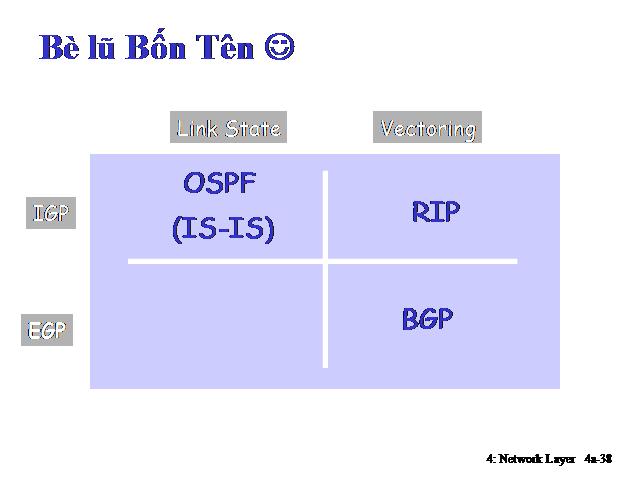 Bè lũ Bốn Tên ☺
Link State Vectoring
IGP
OSPF
(IS-IS)
RIP
EGP
BGP
4: Network Layer 4a-38